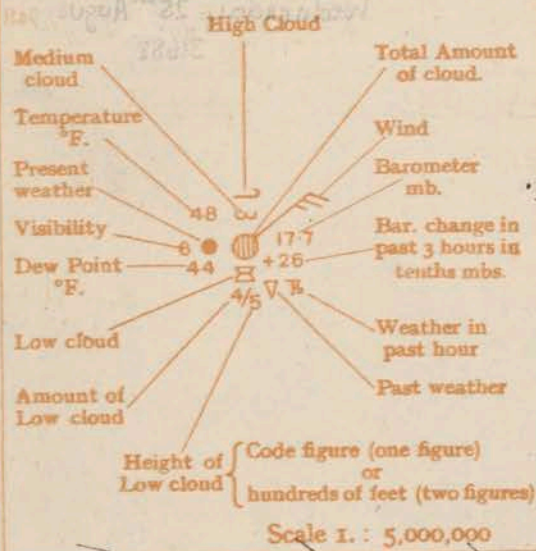 High Cloud
Medium
cloud
Total Amount
of cloud.
Temperature
°F.
Wind
Present
weather
Barometer
mb.
48
Visibility
6
17·7
Bar. change in
past 3 hours in
tenths mbs.
+26
Dew Point
°F.
44
4/5
Low cloud
Weather in
past hour
Amount of
Low cloud
Past weather
Height of
Low cloud
Code figure (one figure)
or
hundreds of feet (two figures)
Scale 1. : 5,000,000